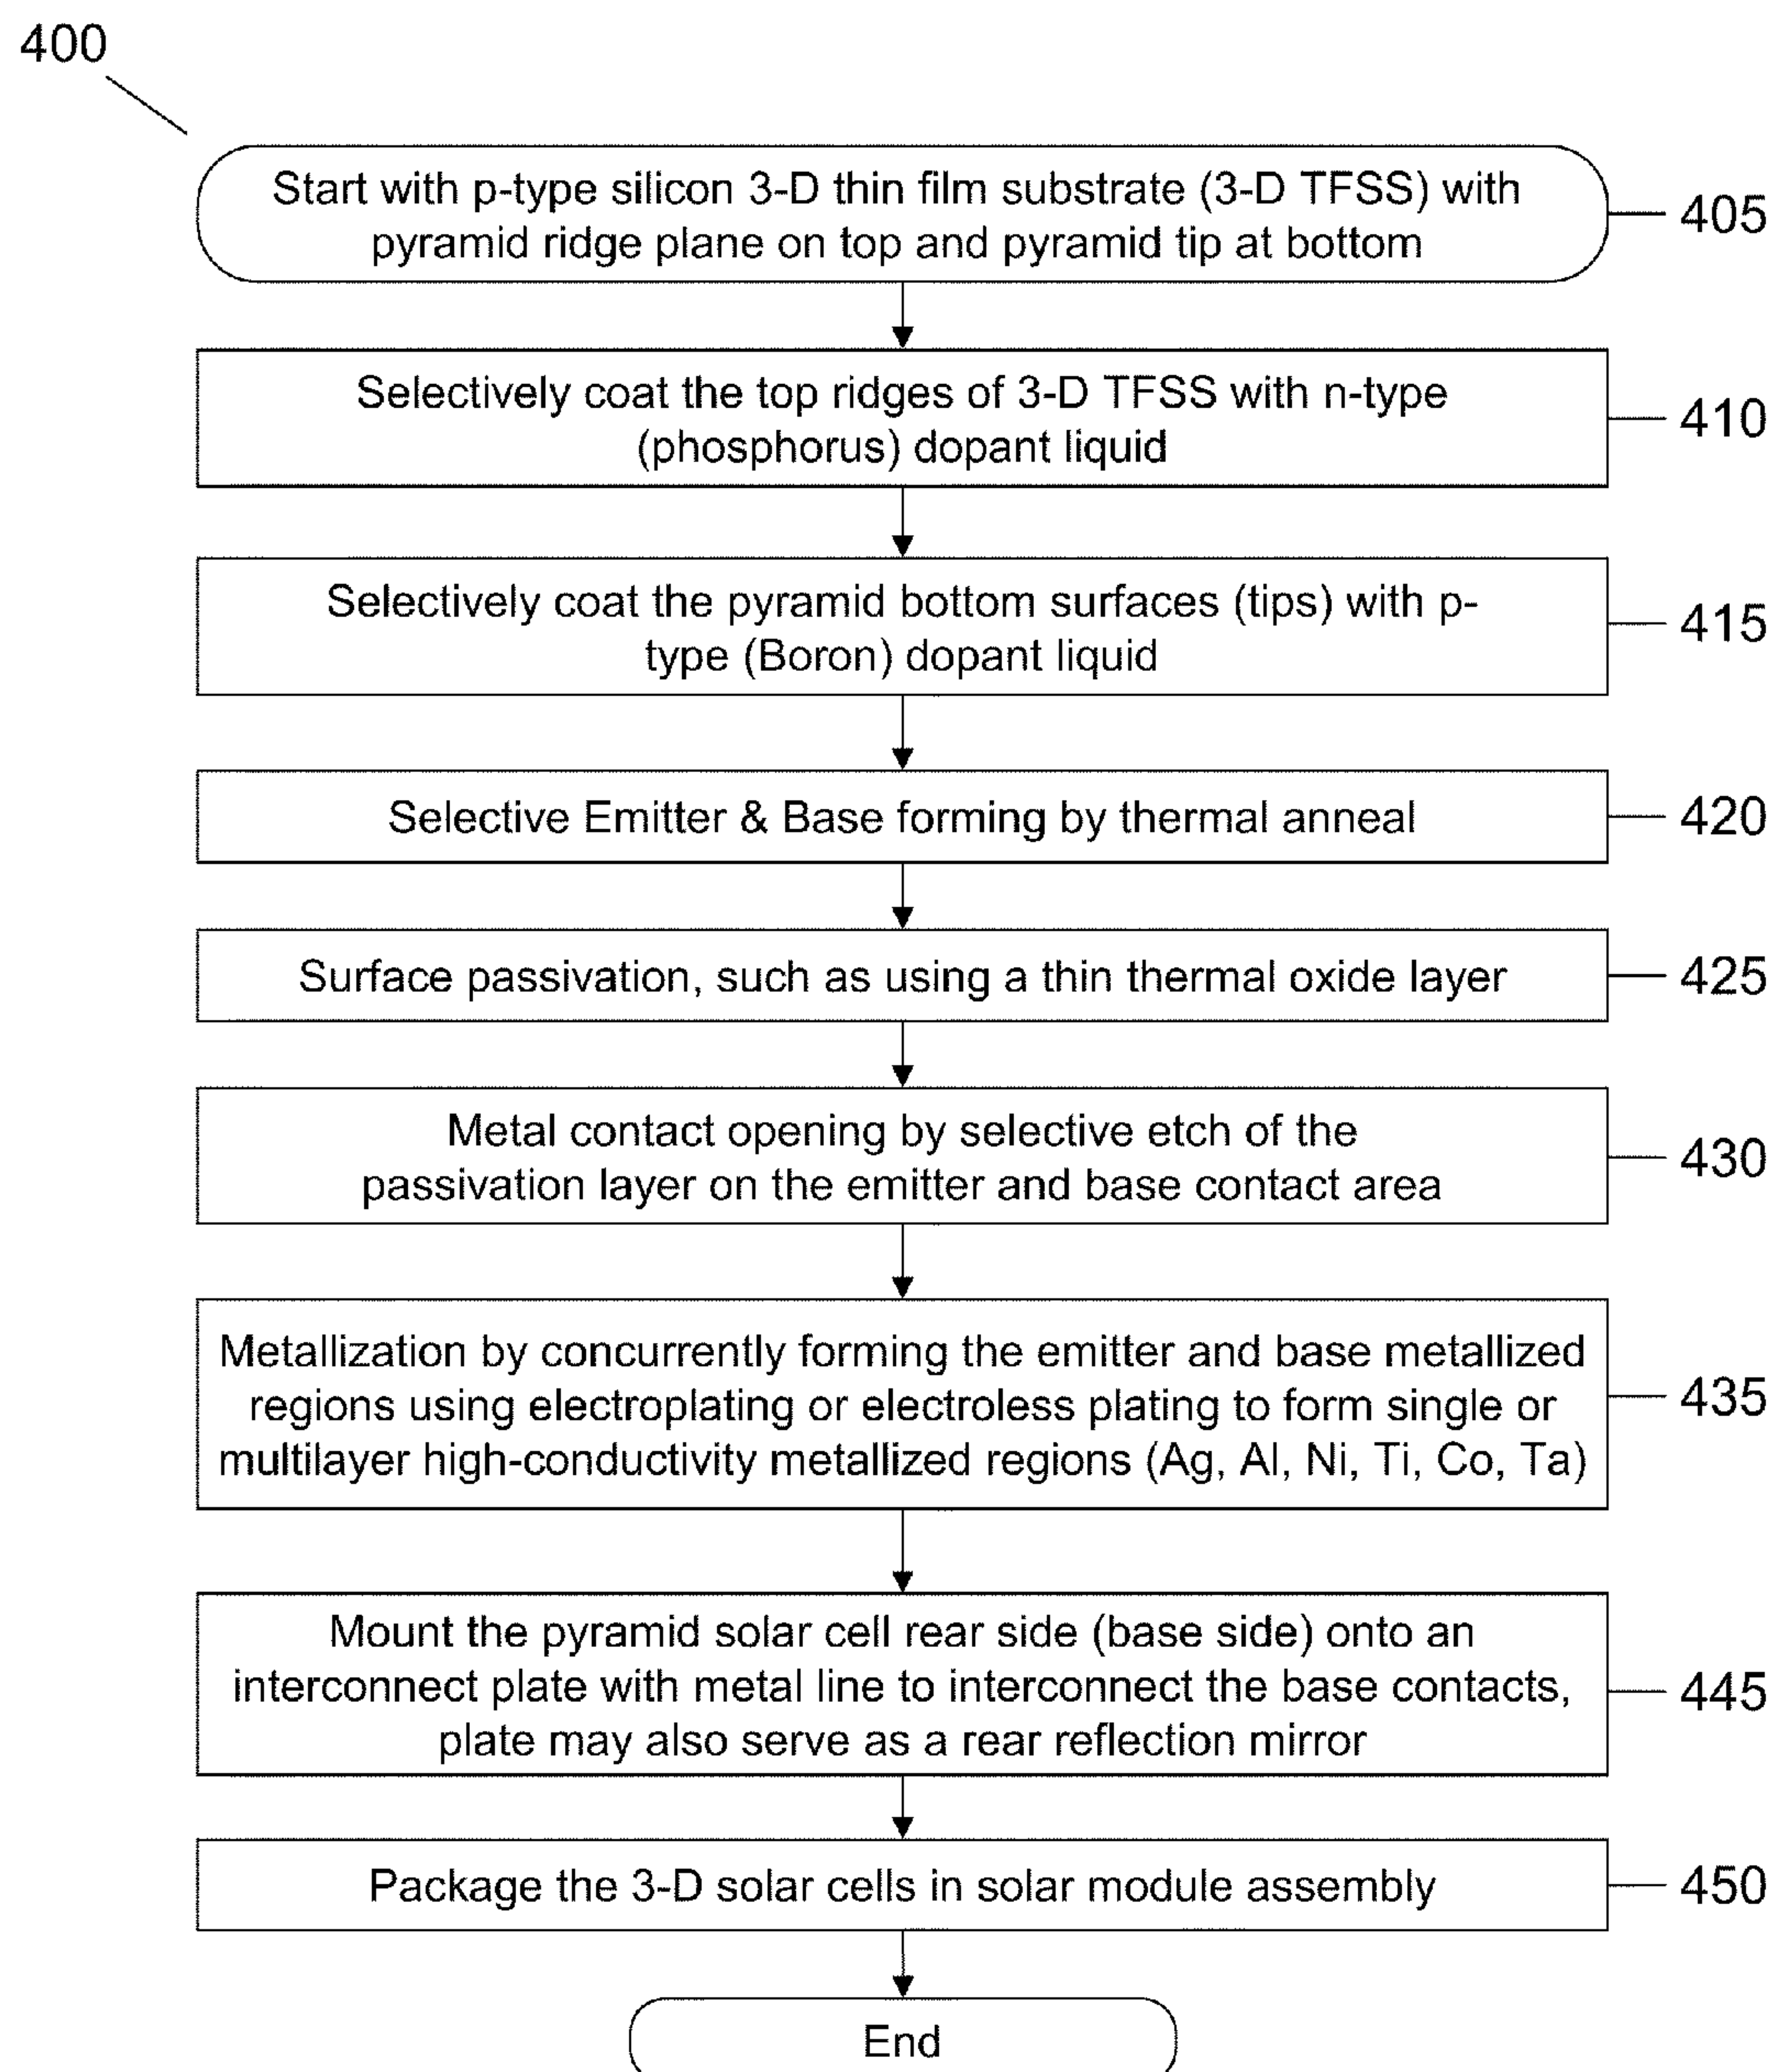 400
Start with p-type silicon 3-D thin film substrate (3-D TFSS) with
pyramid ridge plane on top and pyramid tip at bottom
405
Selectively coat the top ridges of 3-D TFSS with n-type
(phosphorus) dopant liquid
410
Selectively coat the pyramid bottom surfaces (tips) with p-
type (Boron) dopant liquid
415
Selective Emitter & Base forming by thermal anneal
420
Surface passivation, such as using a thin thermal oxide layer
425
Metal contact opening by selective etch of the
passivation layer on the emitter and base contact area
430
Metallization by concurrently forming the emitter and base metallized
regions using electroplating or electroless plating to form single or
multilayer high-conductivity metallized regions (Ag, Al, Ni, Ti, Co, Ta)
435
Mount the pyramid solar cell rear side (base side) onto an
interconnect plate with metal line to interconnect the base contacts,
plate may also serve as a rear reflection mirror
445
Package the 3-D solar cells in solar module assembly
450
End